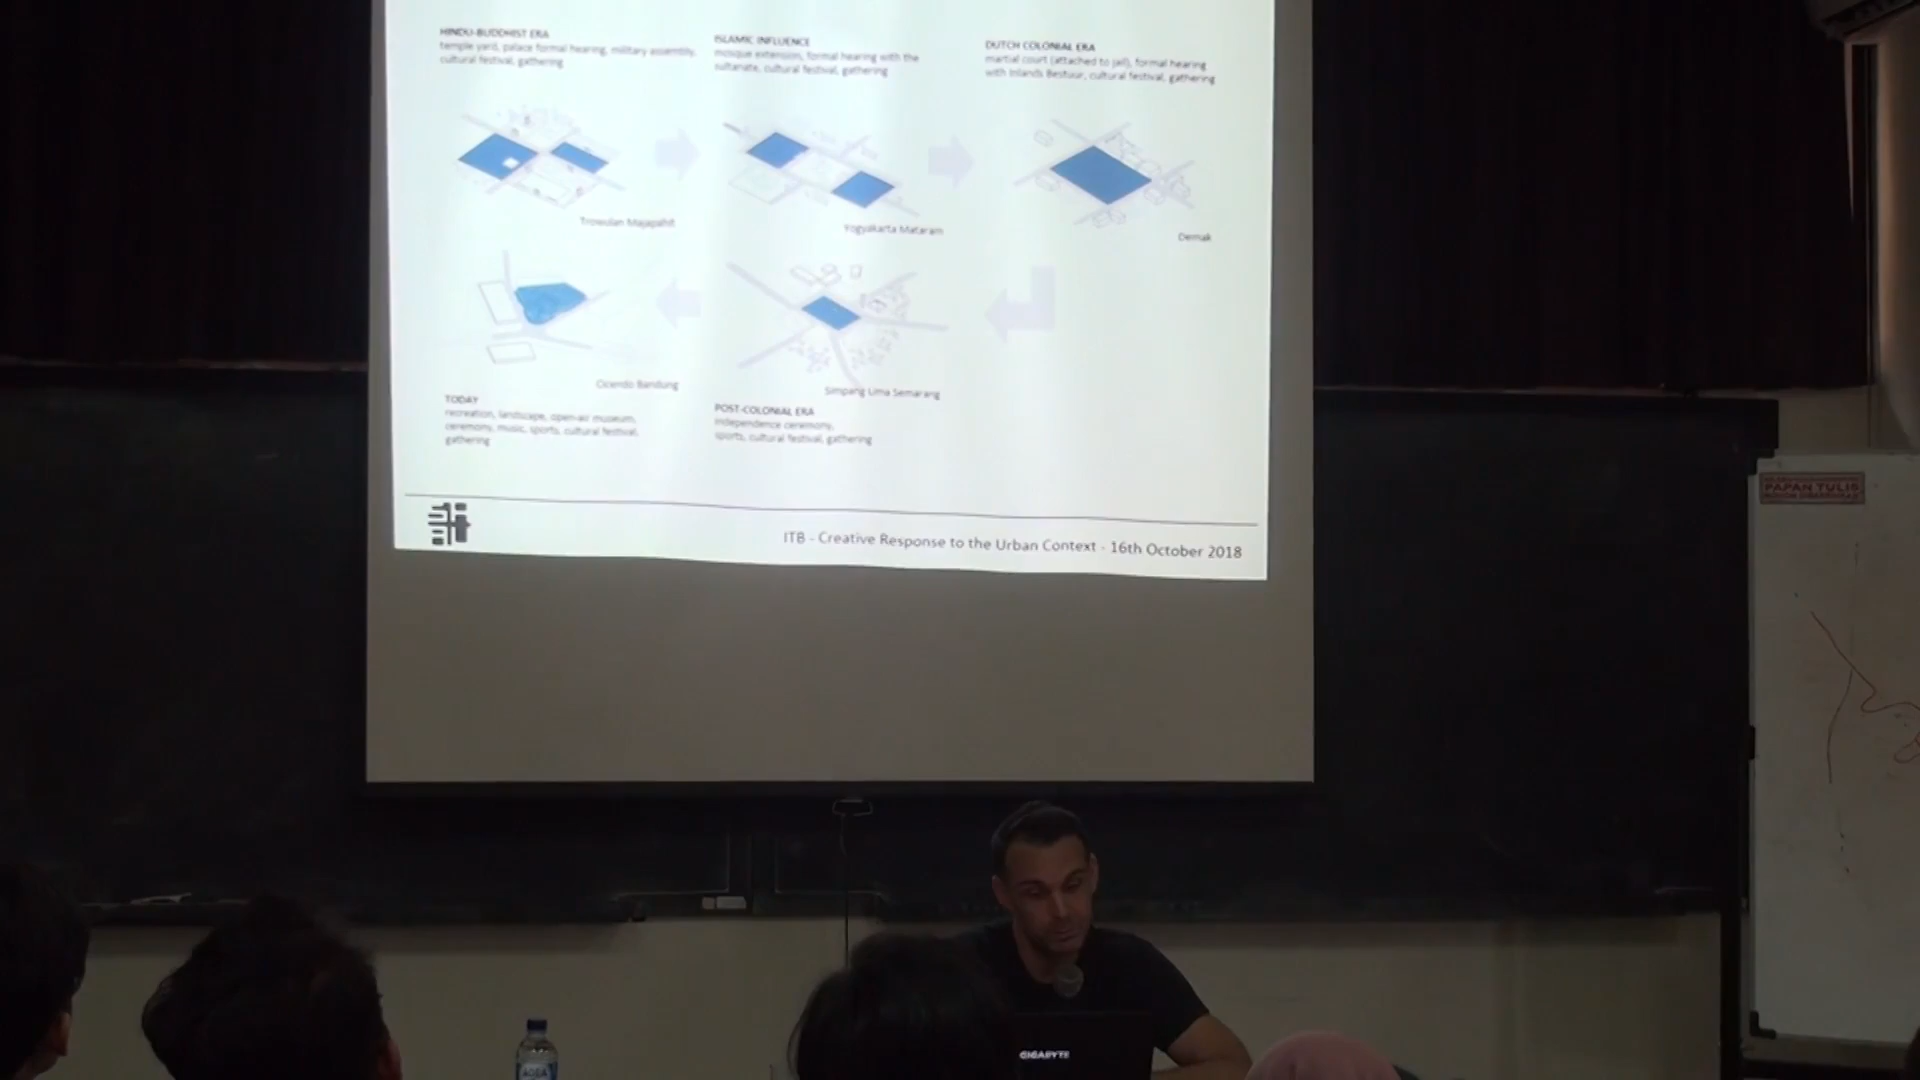 HINDU-BUDDHIST ERA
temple yard, palace formal hearing, military assembly,
cultural festival, gathering
ISLAMIC INFLUENCE
mosque extension, formal hearing with the
sultanate, cultural festival, gathering
DUTCH COLONIAL ERA
martial court (attached to jail), formal hearing
with Inlands Bestuur, cultural festival, gathering
Trowulan Majapahit
Yogyakarta Mataram
Demak
Cicendo Bandung
Simpang Lima Semarang
TODAY
recreation, landscape, open-air museum,
ceremony, music, sports, cultural festival,
gathering
POST-COLONIAL ERA
independence ceremony,
sports, cultural festival, gathering
ITB - Creative Response to the Urban Context - 16th October 2018
PAPAN TULIS
GIGABYTE
AQUA